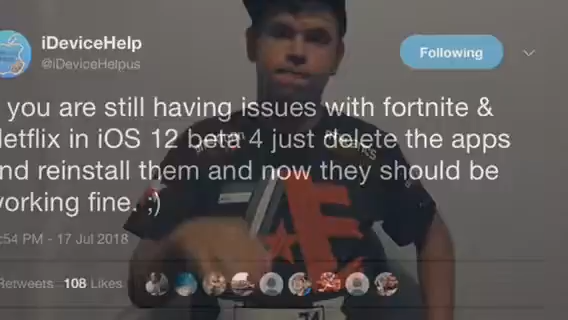 iDeviceHelp
@iDeviceHelpus
Following
you are still having issues with fortnite &
etflix in iOS 12 beta 4 just delete the apps
nd reinstall them and now they should be
orking fine. ;)
:54 PM - 17 Jul 2018
Retweets 108 Likes